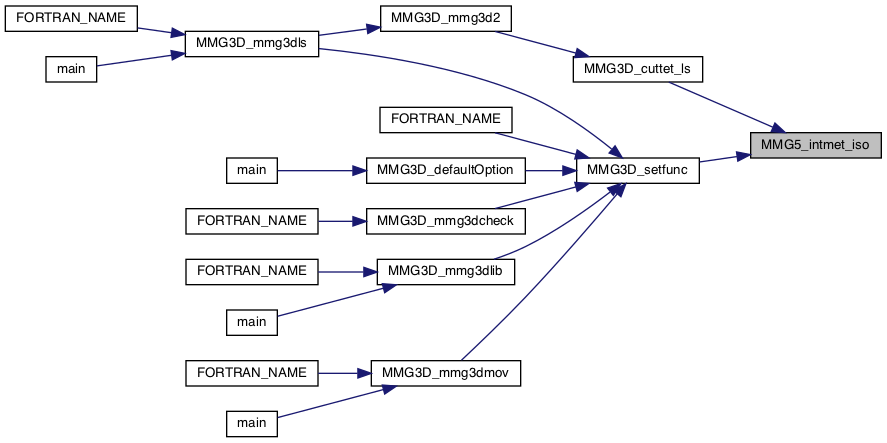 FORTRAN_NAME
MMG3D_mmg3d2
MMG3D_mmg3dls
main
MMG3D_cuttet_ls
FORTRAN_NAME
MMG5_intmet_iso
main
MMG3D_defaultOption
MMG3D_setfunc
FORTRAN_NAME
MMG3D_mmg3dcheck
FORTRAN_NAME
MMG3D_mmg3dlib
main
FORTRAN_NAME
MMG3D_mmg3dmov
main